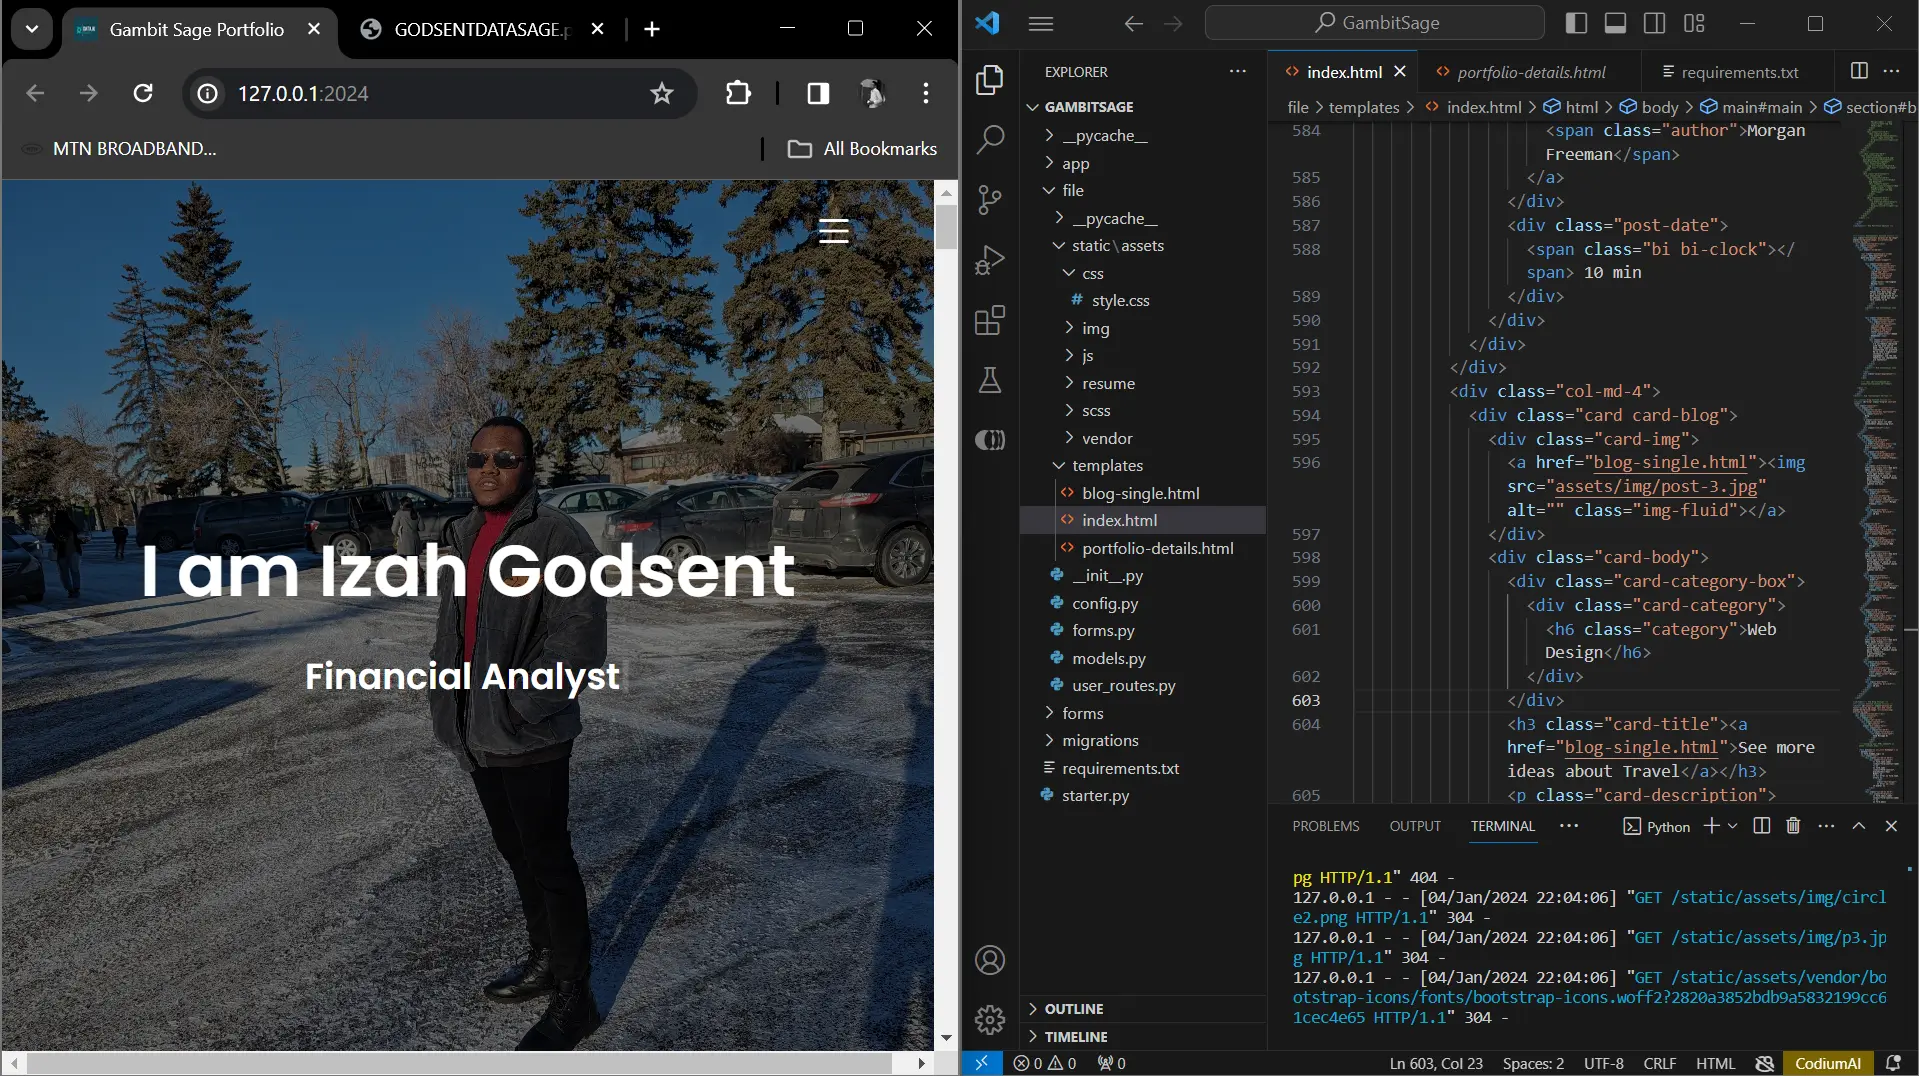 Gambit Sage Portfolio
GODSENTDATASAGE.p
127.0.0.1:2024
MTN BROADBAND...
All Bookmarks
I am Izah Godsent
Financial Analyst
GambitSage
EXPLORER
GAMBITSAGE
__pycache__
app
file
__pycache__
static\assets
css
# style.css
img
js
resume
scss
vendor
templates
blog-single.html
index.html
portfolio-details.html
__init__.py
config.py
forms.py
models.py
user_routes.py
forms
migrations
requirements.txt
starter.py
OUTLINE
TIMELINE
index.html
portfolio-details.html
requirements.txt
file > templates > index.html > html > body > main#main > section#b
584 <span class="author">Morgan
Freeman</span>
585 </a>
586 </div>
587 <div class="post-date">
588 <span class="bi bi-clock"></
span> 10 min
589 </div>
590 </div>
591 </div>
592 </div>
593 <div class="col-md-4">
594 <div class="card card-blog">
595 <div class="card-img">
596 <a href="blog-single.html"><img
src="assets/img/post-3.jpg"
alt="" class="img-fluid"></a>
597 </div>
598 <div class="card-body">
599 <div class="card-category-box">
600 <div class="card-category">
601 <h6 class="category">Web
Design</h6>
602 </div>
603 </div>
604 <h3 class="card-title"><a
href="blog-single.html">See more
ideas about Travel</a></h3>
605 <p class="card-description">
PROBLEMS
OUTPUT
TERMINAL
Python
pg HTTP/1.1" 404 -
127.0.0.1 - - [04/Jan/2024 22:04:06] "GET /static/assets/img/circl
e2.png HTTP/1.1" 304 -
127.0.0.1 - - [04/Jan/2024 22:04:06] "GET /static/assets/img/p3.jp
g HTTP/1.1" 304 -
127.0.0.1 - - [04/Jan/2024 22:04:06] "GET /static/assets/vendor/bo
otstrap-icons/fonts/bootstrap-icons.woff2?2820a3852bdb9a5832199cc6
1cec4e65 HTTP/1.1" 304 -
0 0 0
Ln 603, Col 23
Spaces: 2
UTF-8
CRLF
HTML
CodiumAI